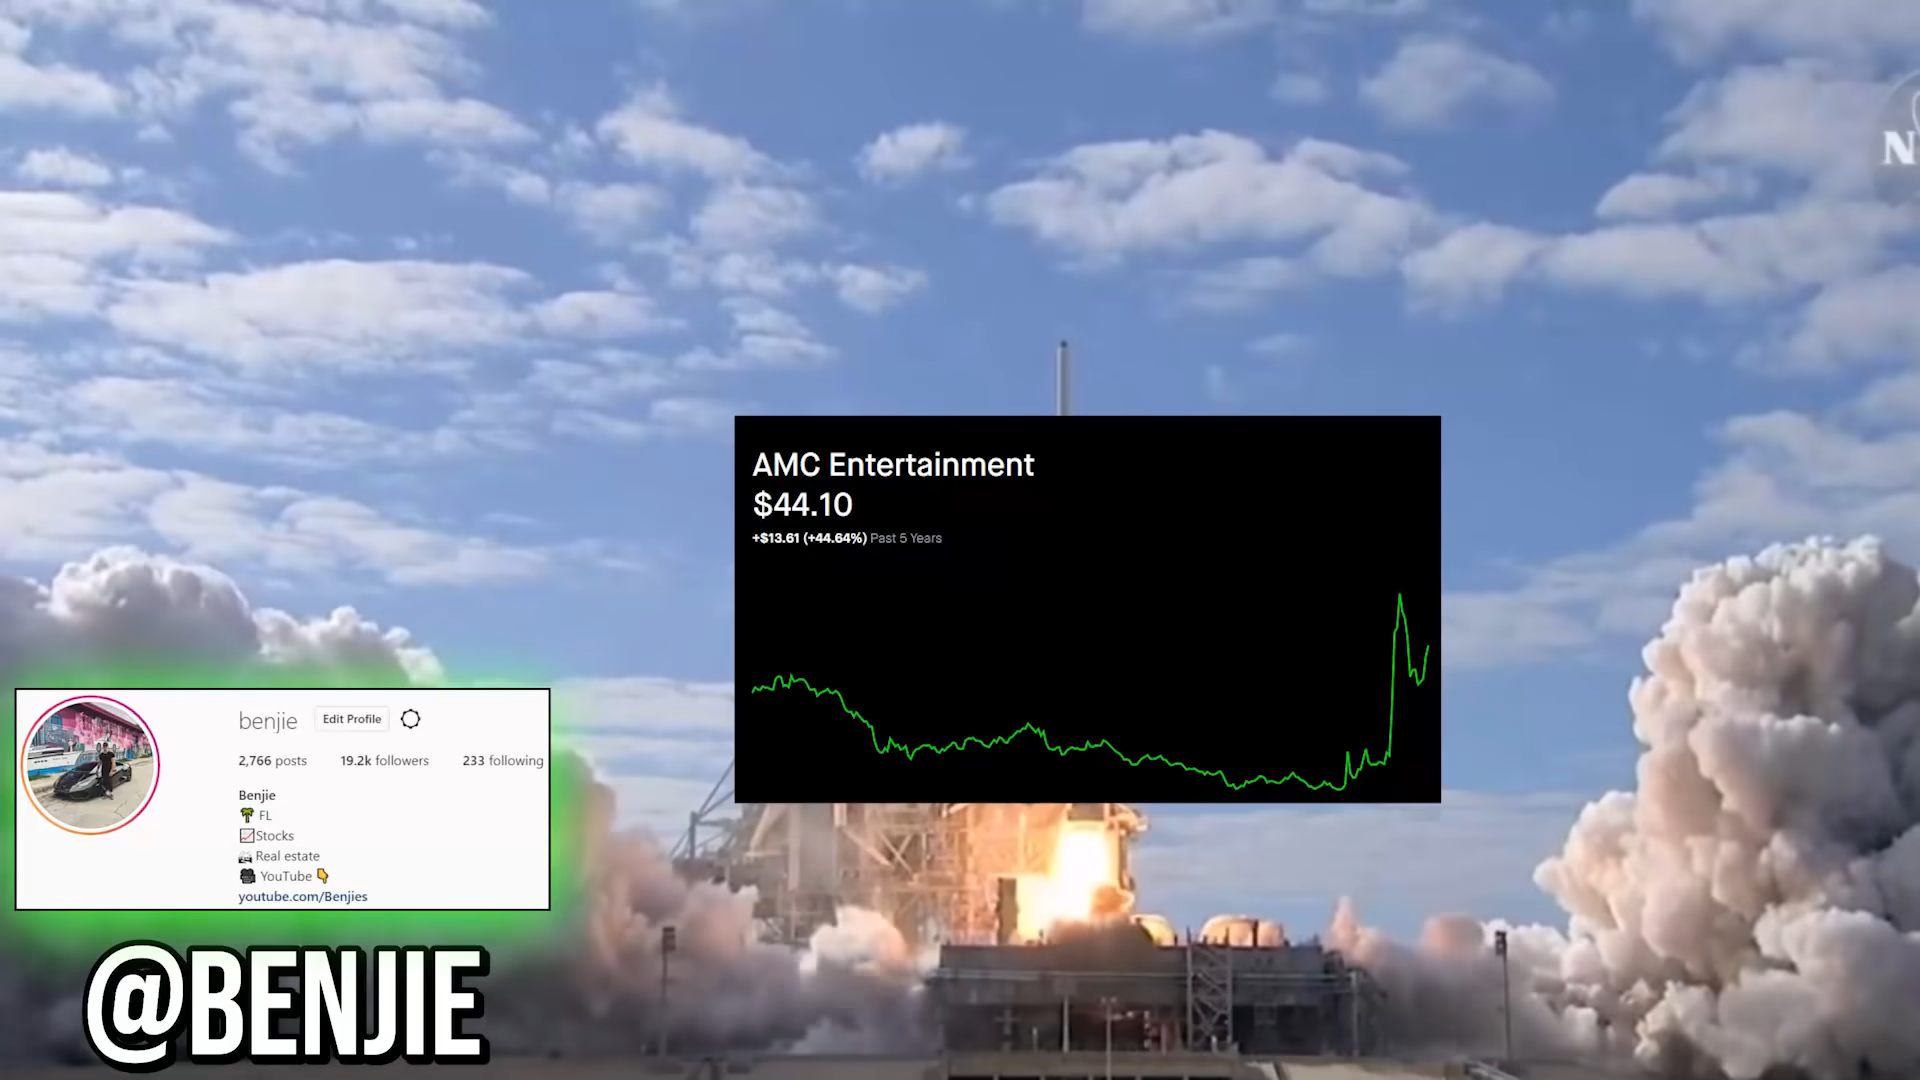 AMC Entertainment
$44.10
+$13.61 (+44.64%) Past 5 Years
benjie Edit Profile
2,766 posts 19.2k followers 233 following
Benjie
FL
Stocks
Real estate
YouTube
youtube.com/Benjies
@BENJIE